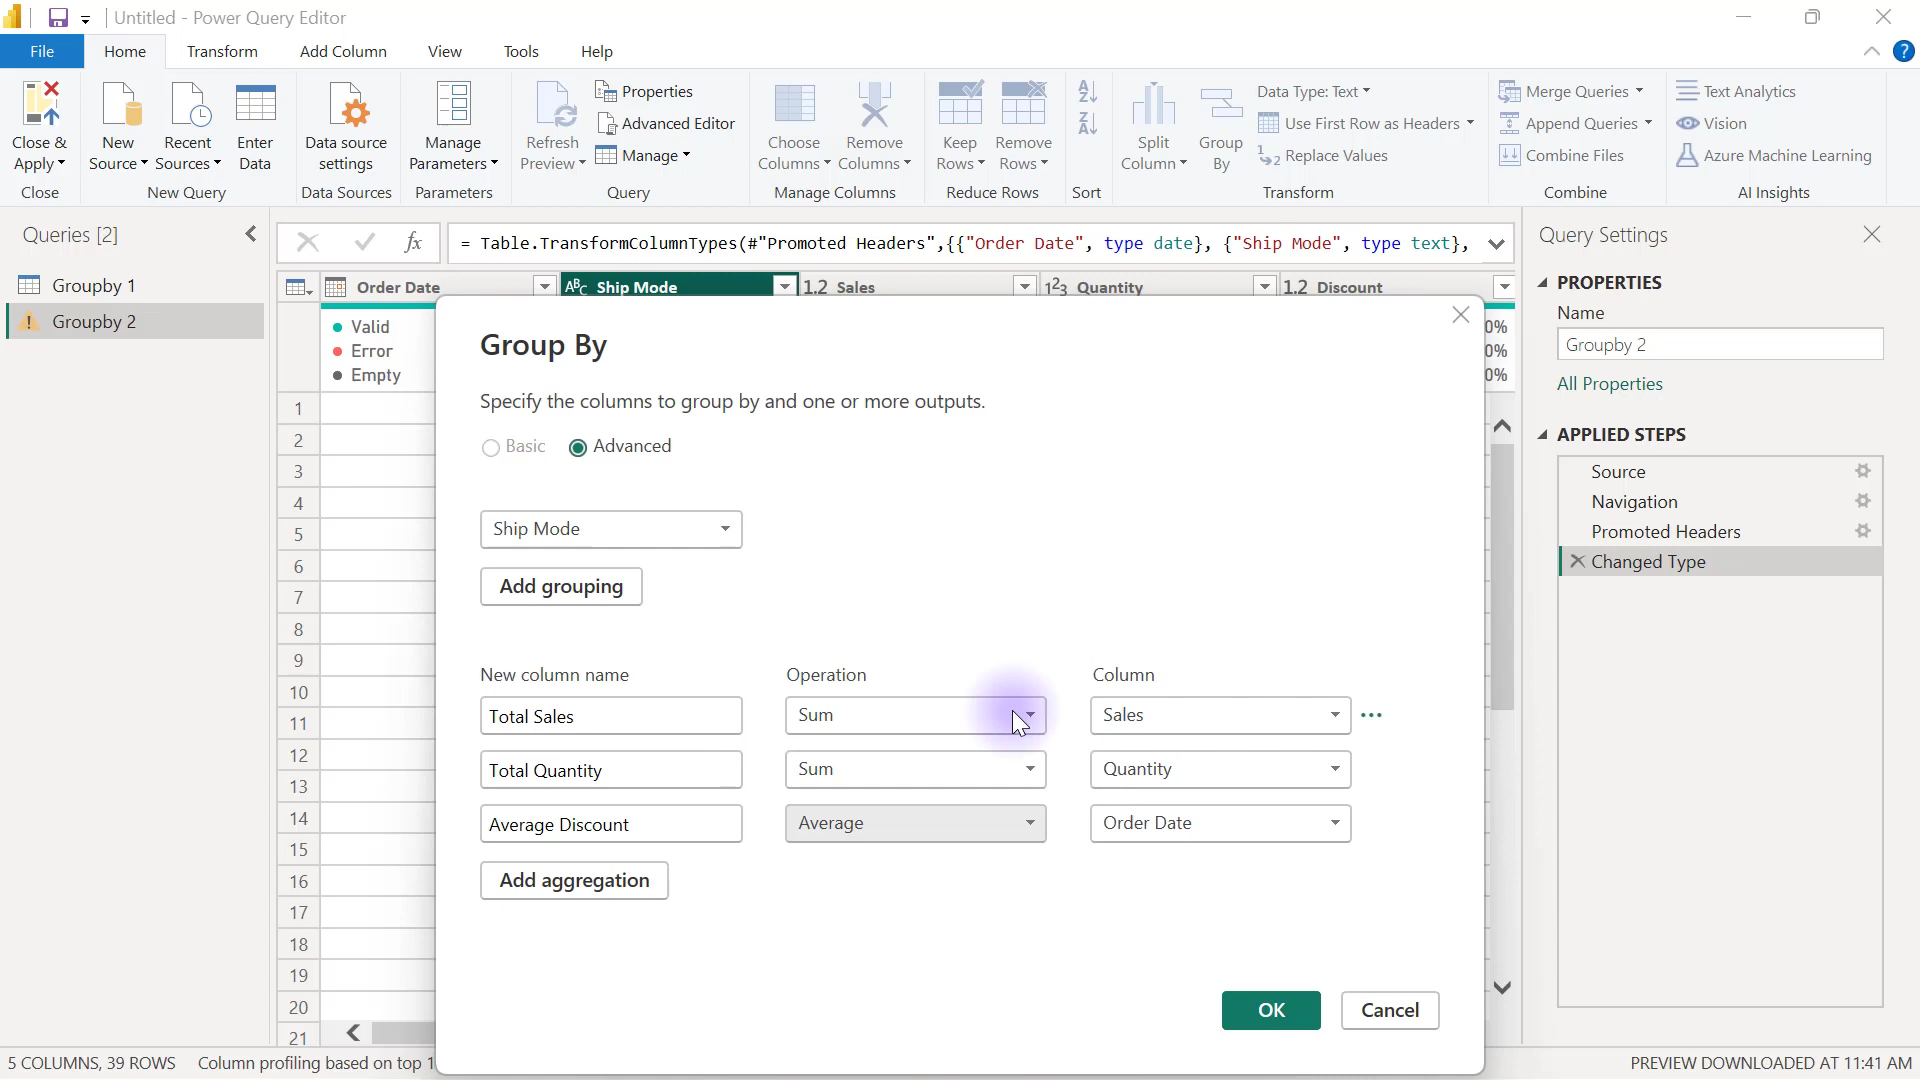 Untitled - Power Query Editor
File Home Transform Add Column View Tools Help
Close & Apply
Close
New Source
Recent Sources
Enter Data
New Query
Data source settings
Data Sources
Manage Parameters
Parameters
Refresh Preview
Properties
Advanced Editor
Manage
Query
Choose Columns
Remove Columns
Manage Columns
Keep Rows
Remove Rows
Reduce Rows
Sort
Split Column
Group By
Data Type: Text
Use First Row as Headers
Replace Values
Transform
Merge Queries
Append Queries
Combine Files
Combine
Text Analytics
Vision
Azure Machine Learning
AI Insights
Queries [2]
Groupby 1
Groupby 2
fx = Table.TransformColumnTypes(#"Promoted Headers",{{"Order Date", type date}, {"Ship Mode", type text},
Order Date ABC Ship Mode 1.2 Sales 123 Quantity 1.2 Discount
Valid
Error
Empty
0%
0%
0%
1
2
3
4
5
6
7
8
9
10
11
12
13
14
15
16
17
18
19
20
21
Group By
Specify the columns to group by and one or more outputs.
Basic Advanced
Ship Mode
Add grouping
New column name Operation Column
Total Sales Sum Sales ...
Total Quantity Sum Quantity
Average Discount Average Order Date
Add aggregation
OK Cancel
Query Settings
PROPERTIES
Name
Groupby 2
All Properties
APPLIED STEPS
Source
Navigation
Promoted Headers
Changed Type
5 COLUMNS, 39 ROWS Column profiling based on top 1
PREVIEW DOWNLOADED AT 11:41 AM